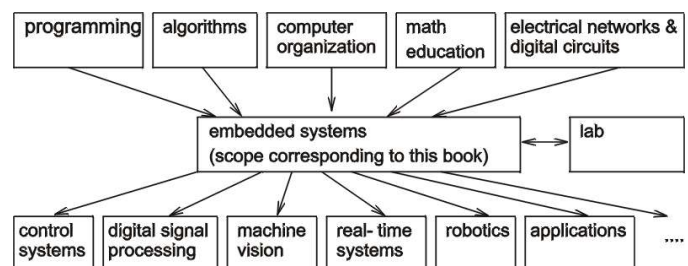 programming
algorithms
computer
organization
math
education
electrical networks &
digital circuits
embedded systems
(scope corresponding to this book)
lab
control
systems
digital signal
processing
machine
vision
real- time
systems
robotics
applications
....